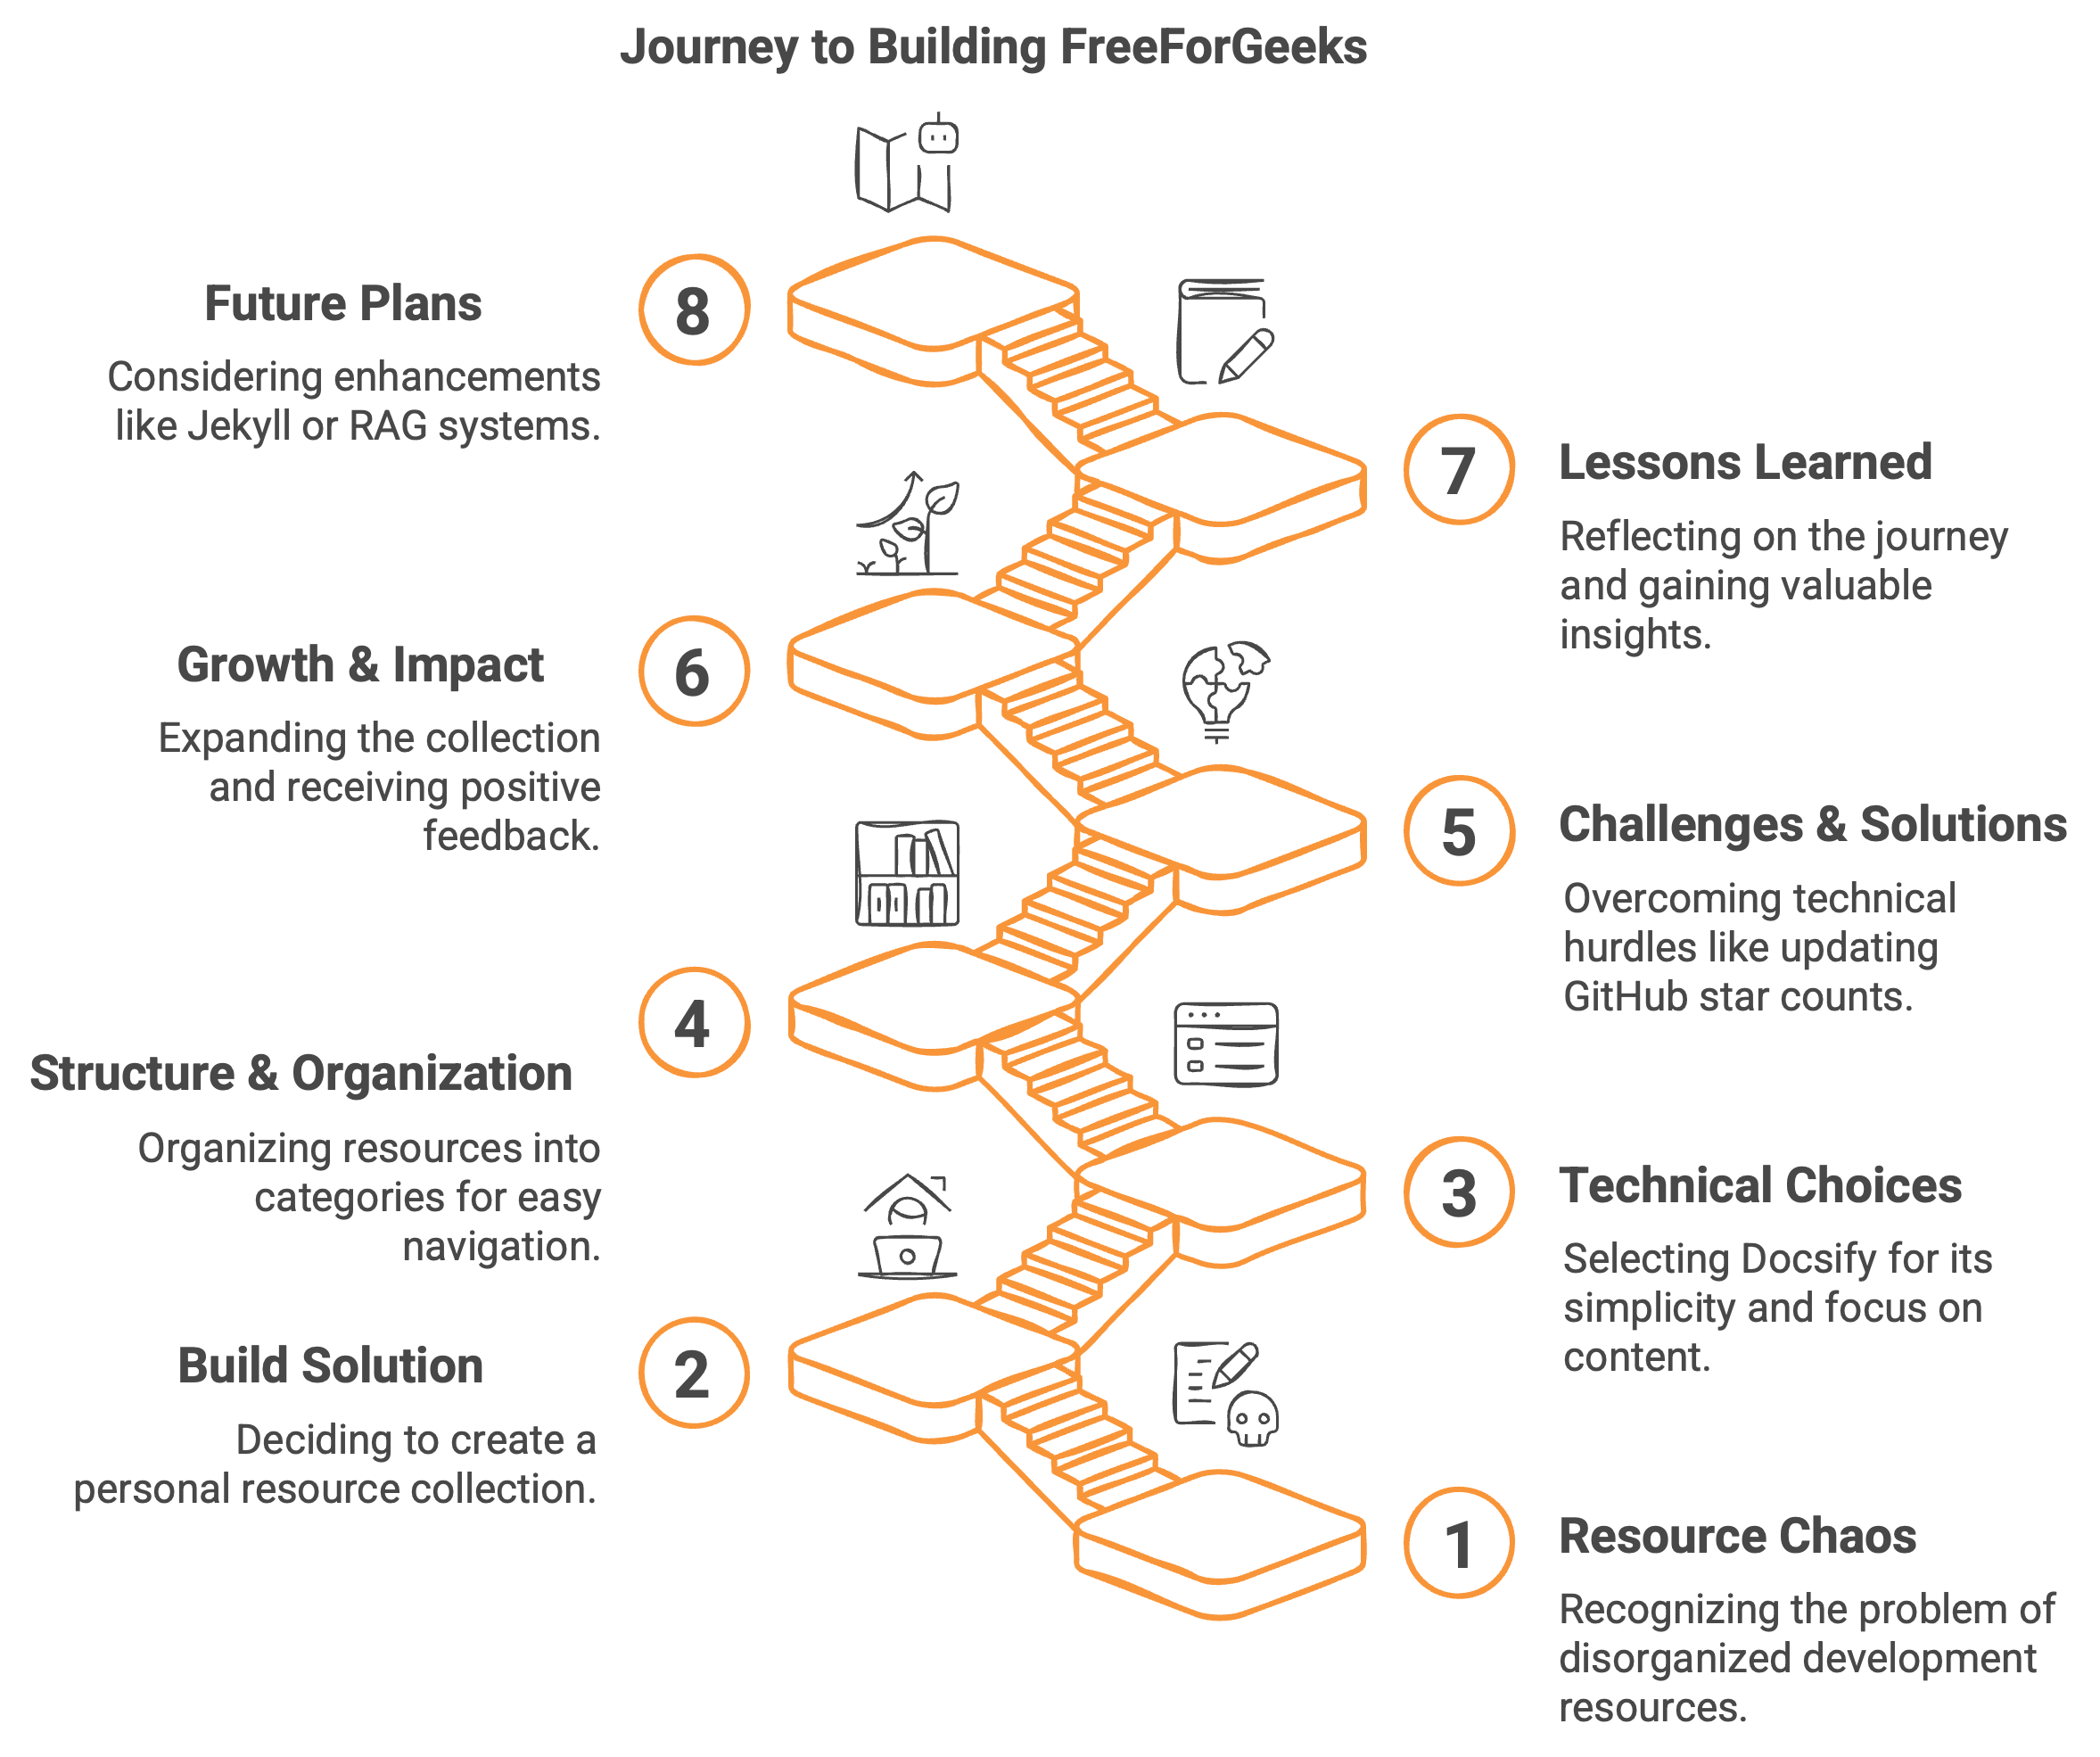 Journey to Building FreeForGeeks
8
Future Plans
Considering enhancements
like Jekyll or RAG systems.
7
Lessons Learned
Reflecting on the journey
and gaining valuable
insights.
6
Growth & Impact
Expanding the collection
and receiving positive
feedback.
5
Challenges & Solutions
Overcoming technical
hurdles like updating
GitHub star counts.
4
Structure & Organization
Organizing resources into
categories for easy
navigation.
3
Technical Choices
Selecting Docsify for its
simplicity and focus on
content.
2
Build Solution
Deciding to create a
personal resource collection.
1
Resource Chaos
Recognizing the problem of
disorganized development
resources.